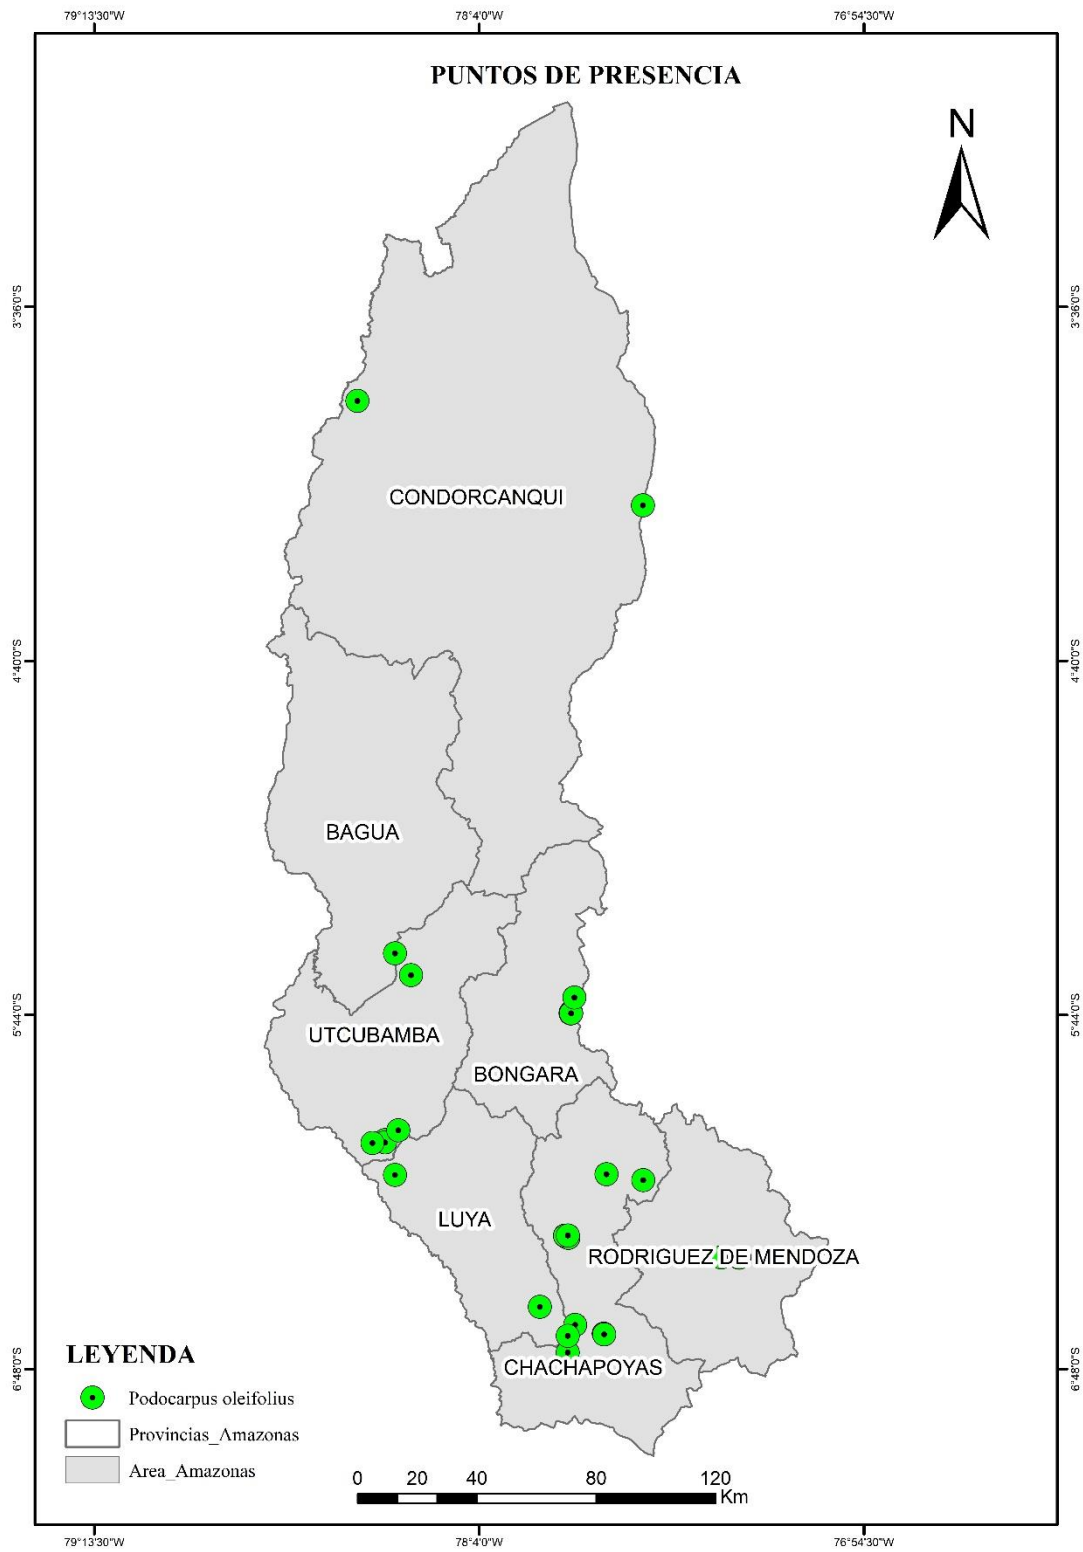 79°13'30"W 78°4'0"W 76°54'30"W
PUNTOS DE PRESENCIA
N
3°36'0"S 3°36'0"S
CONDORCANQUI
4°40'0"S 4°40'0"S
BAGUA
5°44'0"S 5°44'0"S
UTCUBAMBA
BONGARA
LUYA
RODRIGUEZ DE MENDOZA
CHACHAPOYAS
6°48'0"S 6°48'0"S
LEYENDA
Podocarpus oleifolius
Provincias_Amazonas
Area_Amazonas
0 20 40 80 120
Km
79°13'30"W 78°4'0"W 76°54'30"W